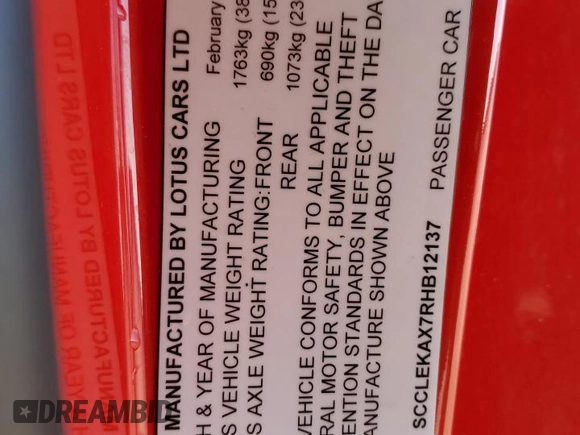 MANUFACTURED BY LOTUS CARS LTD
H & YEAR OF MANUFACTURING February
S VEHICLE WEIGHT RATING 1763kg (38
S AXLE WEIGHT RATING: FRONT 690kg (15
REAR 1073kg (23
VEHICLE CONFORMS TO ALL APPLICABLE
RAL MOTOR SAFETY, BUMPER AND THEFT
ENTION STANDARDS IN EFFECT ON THE DA
ANUFACTURE SHOWN ABOVE
SCCLEKAX7RHB12137 PASSENGER CAR
DREAMBID